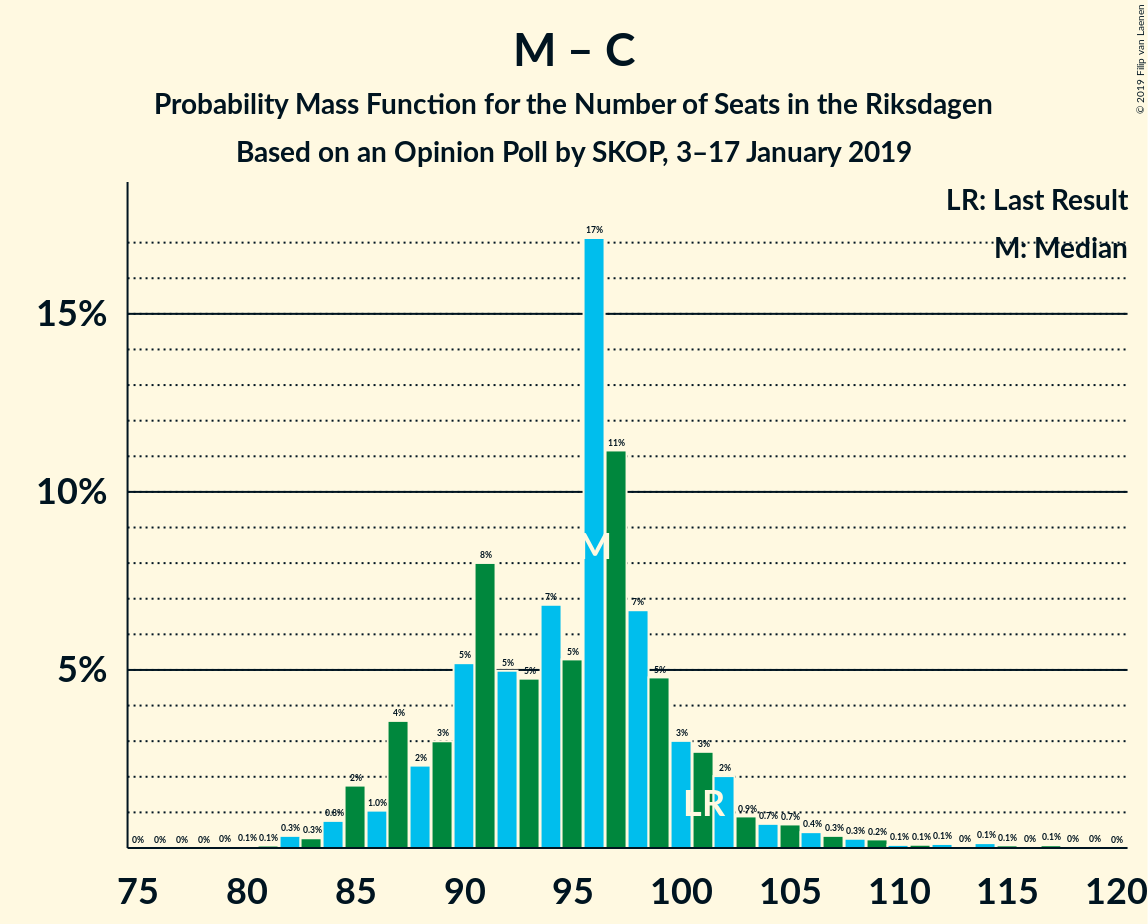 M – C
Probability Mass Function for the Number of Seats in the Riksdagen
Based on an Opinion Poll by SKOP, 3–17 January 2019
© 2019 Filip van Laenen
LR: Last Result
M: Median
15%
10%
5%
0% 0% 0% 0% 0% 0.1% 0.1% 0.3% 0.3% 0.8% 2% 1.0% 4% 2% 3% 5% 8% 5% 5% 7% 5% 17% 11% 7% 5% 3% 3% 2% 0.9% 0.7% 0.7% 0.4% 0.3% 0.3% 0.2% 0.1% 0.1% 0.1% 0% 0.1% 0.1% 0% 0.1% 0% 0% 0%
M
LR
75 80 85 90 95 100 105 110 115 120